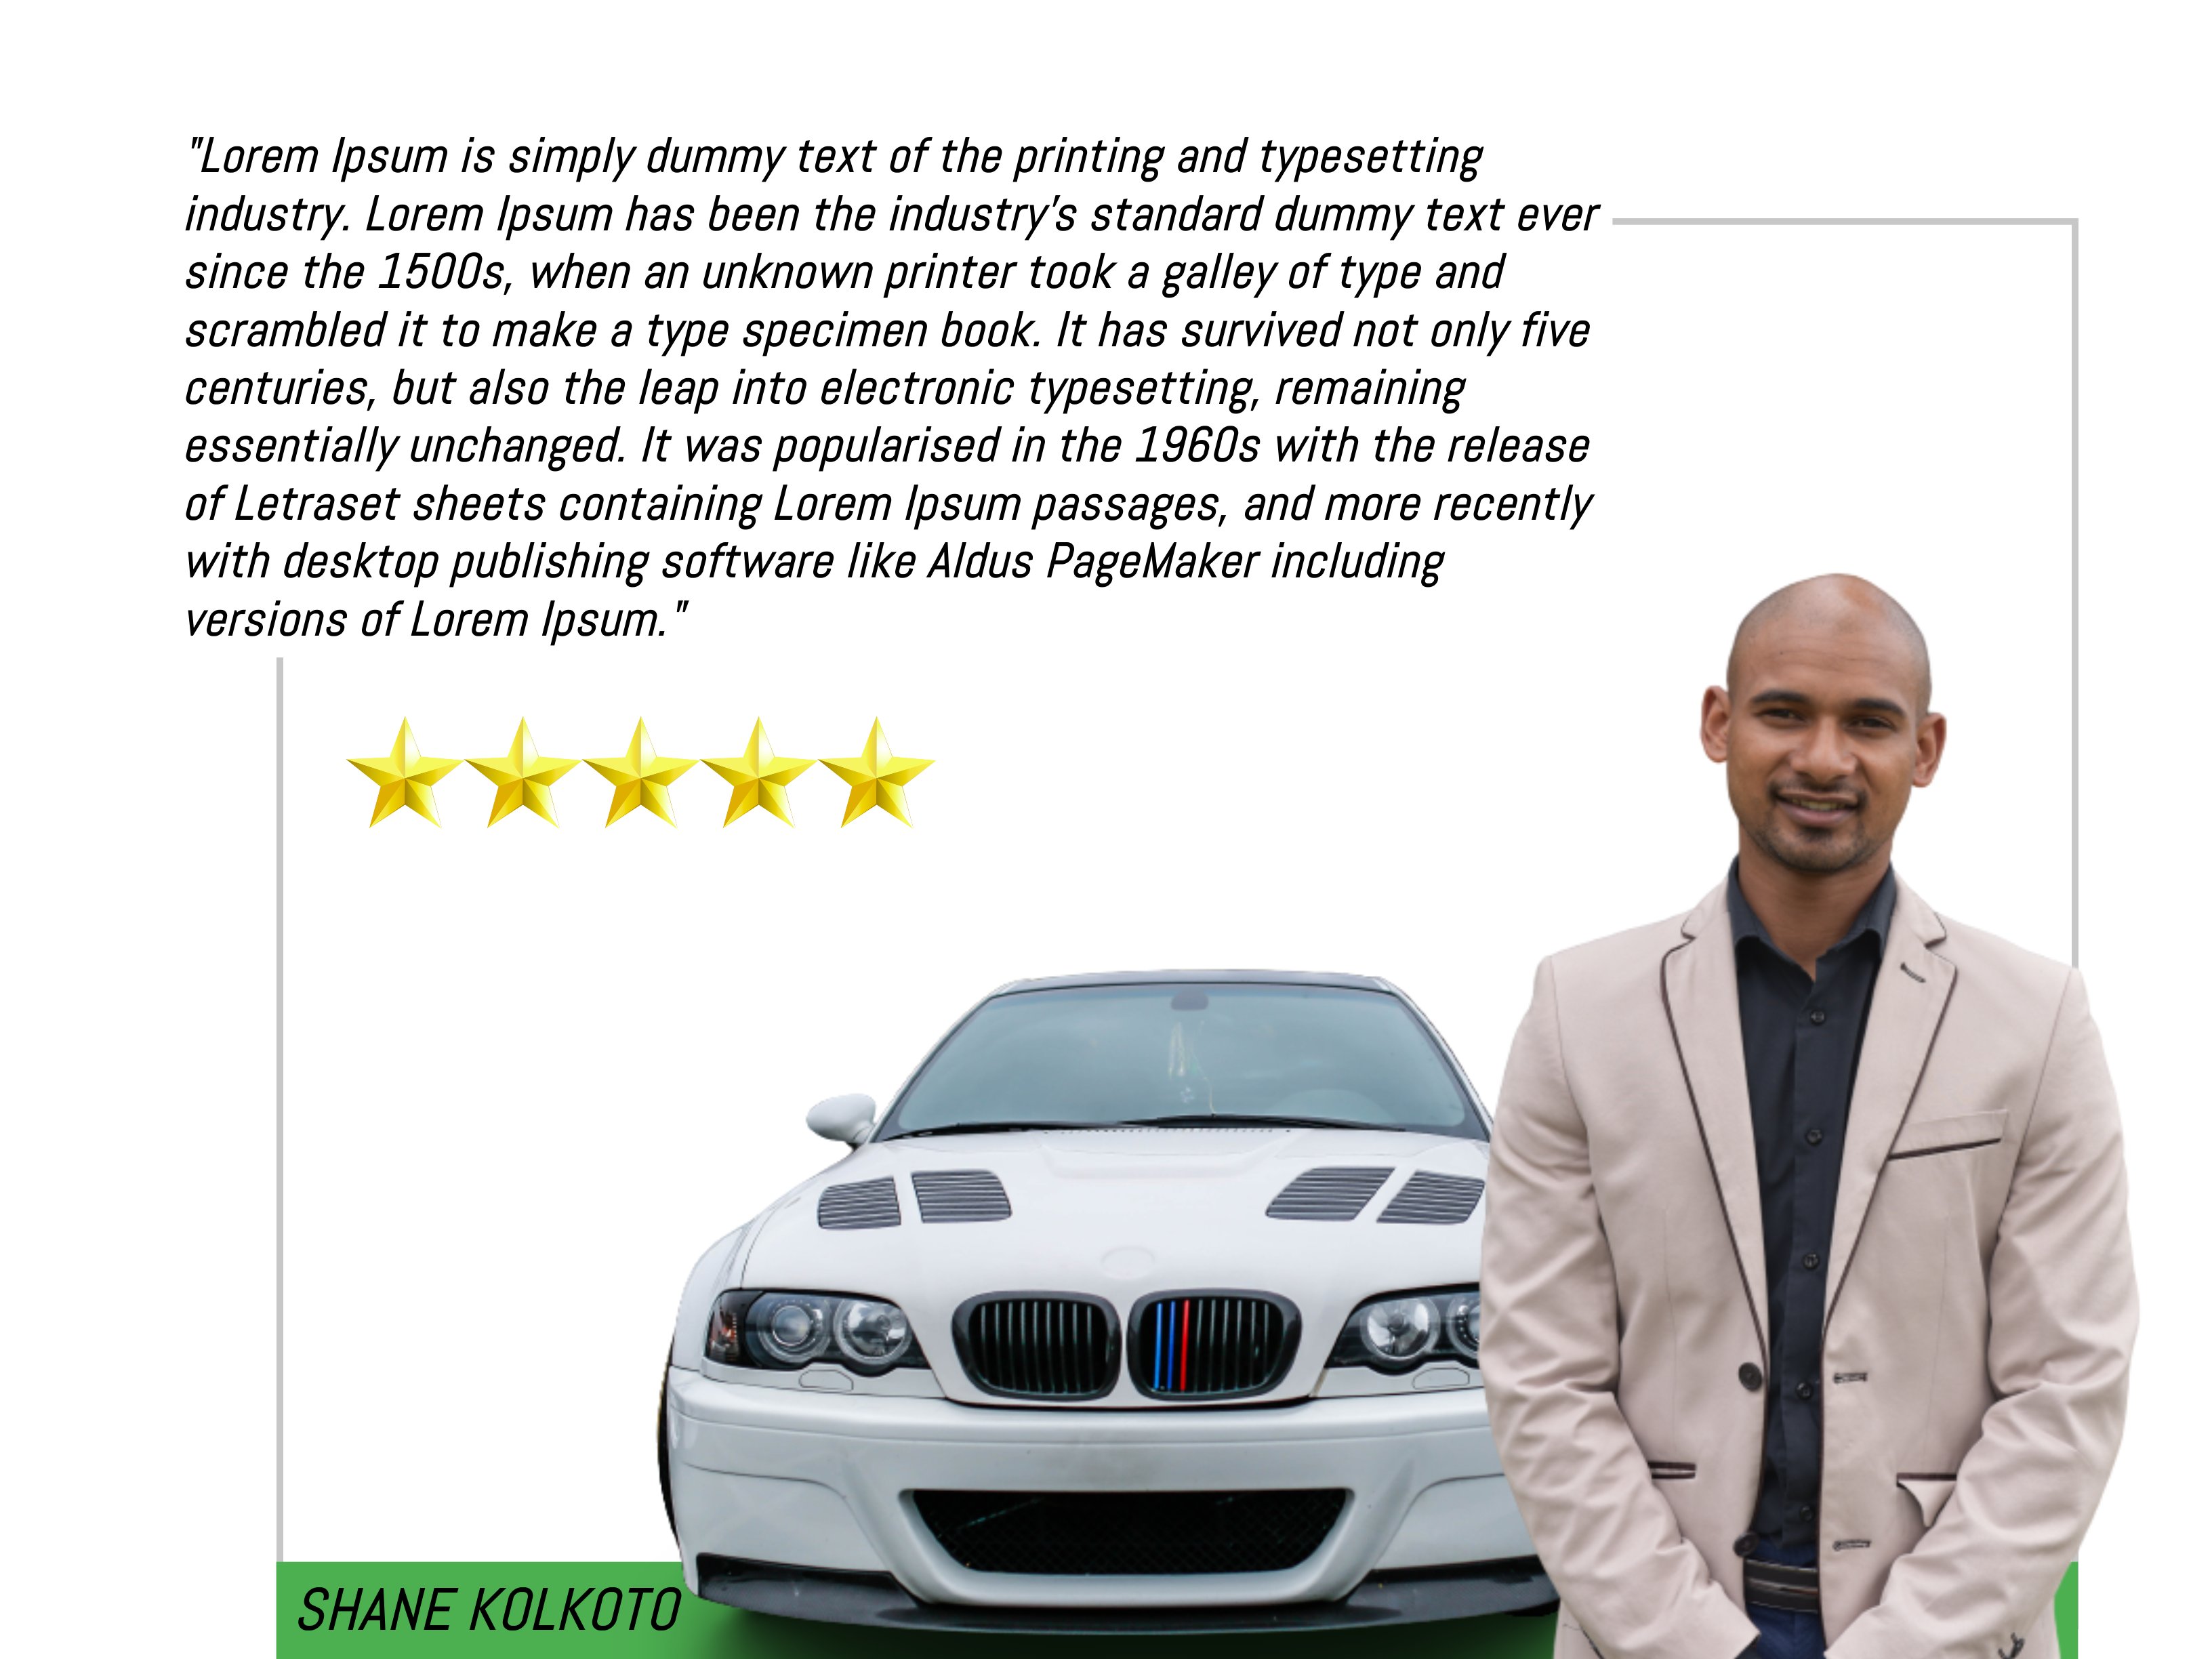 "Lorem Ipsum is simply dummy text of the printing and typesetting
industry. Lorem Ipsum has been the industry's standard dummy text ever
since the 1500s, when an unknown printer took a galley of type and
scrambled it to make a type specimen book. It has survived not only five
centuries, but also the leap into electronic typesetting, remaining
essentially unchanged. It was popularised in the 1960s with the release
of Letraset sheets containing Lorem Ipsum passages, and more recently
with desktop publishing software like Aldus PageMaker including
versions of Lorem Ipsum."
SHANE KOLKOTO